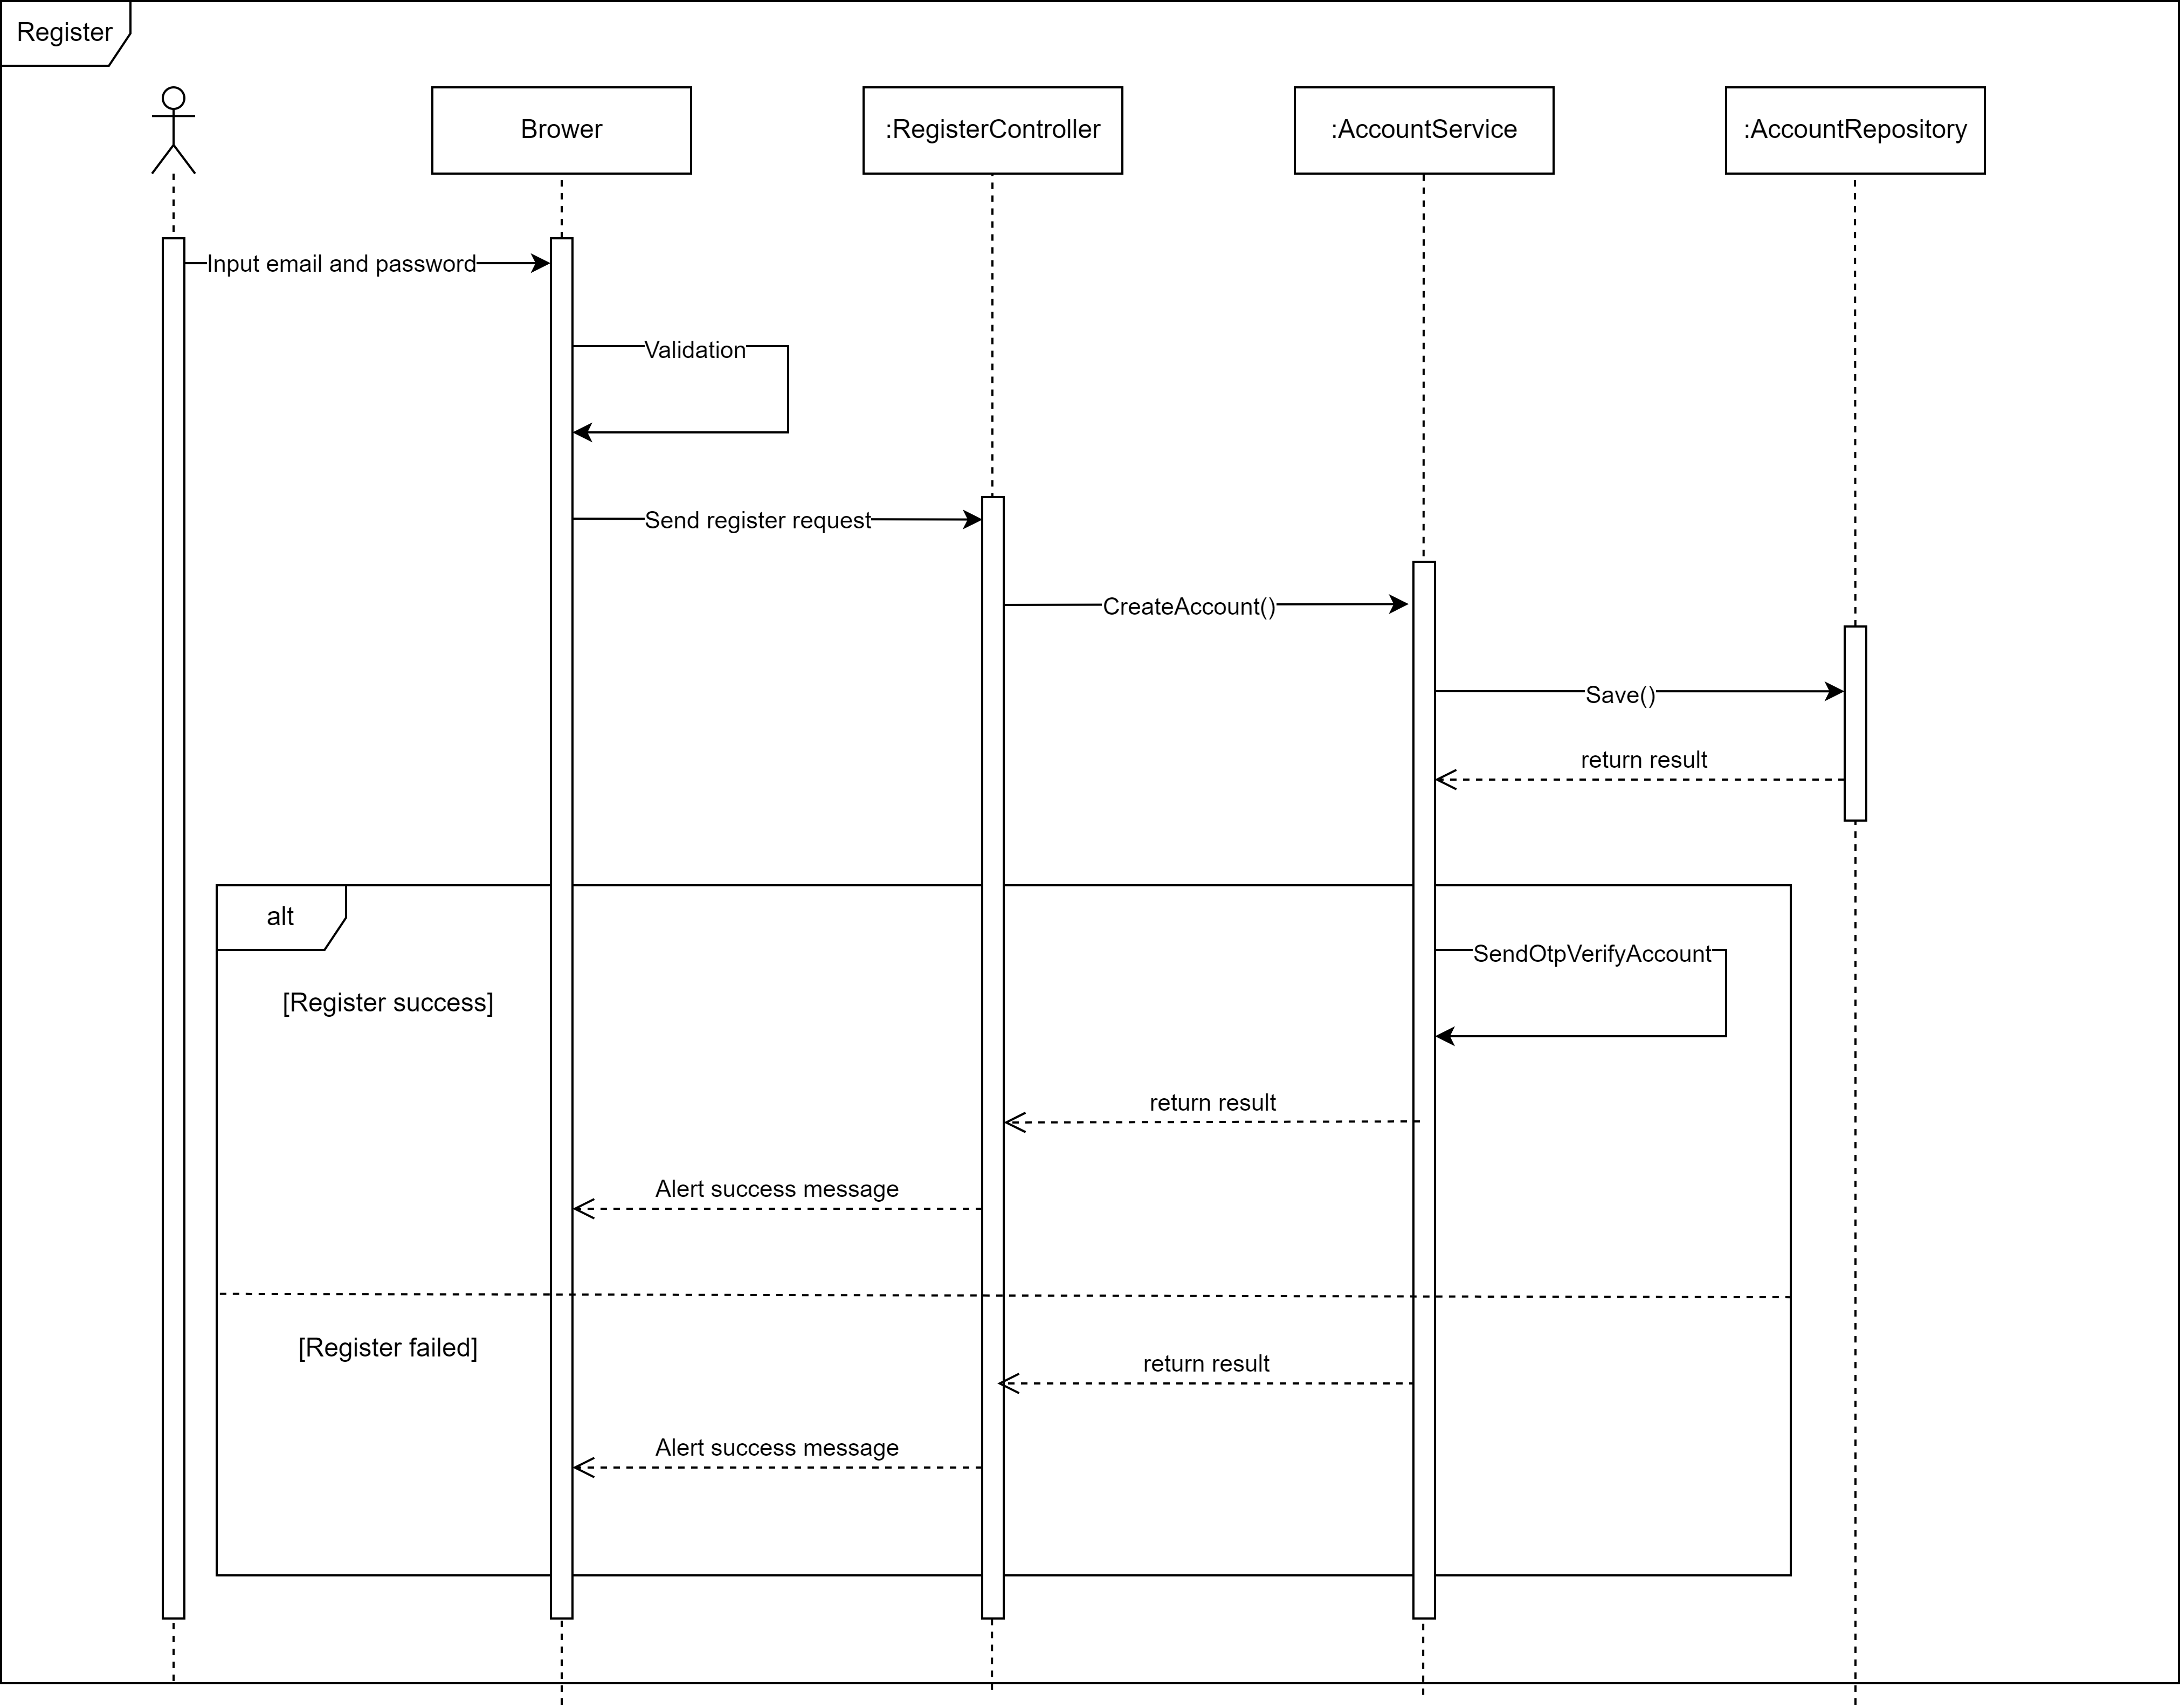 Register
Brower
:RegisterController
:AccountService
:AccountRepository
Input email and password
Validation
Send register request
CreateAccount()
Save()
return result
alt
SendOtpVerifyAccount
[Register success]
return result
Alert success message
[Register failed]
return result
Alert success message